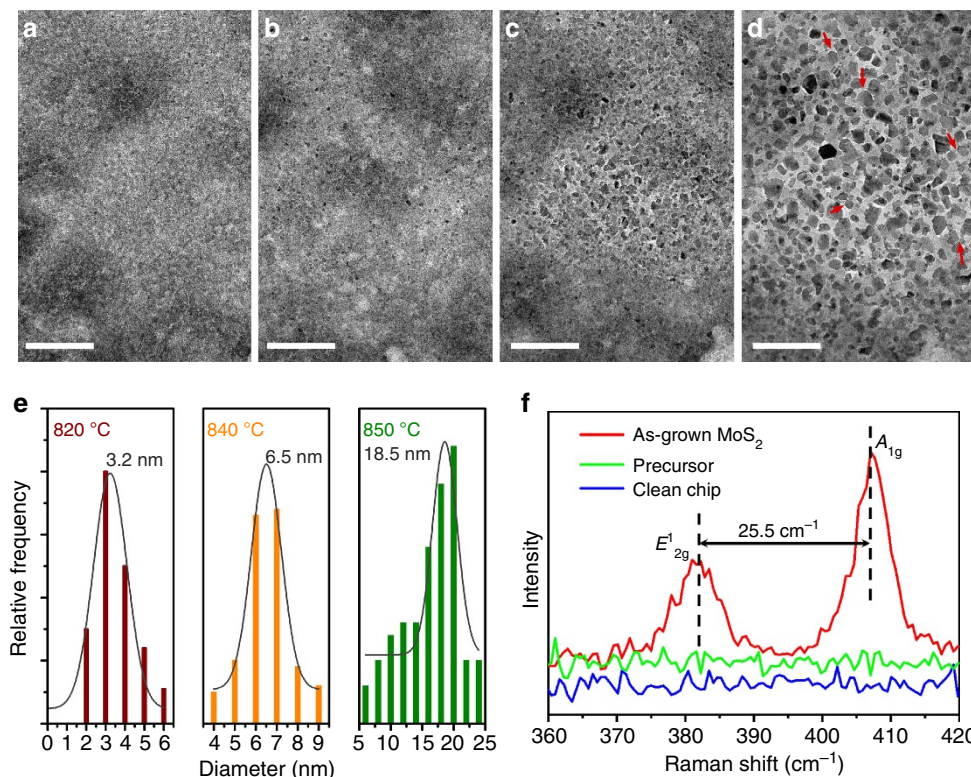 a
b
c
d
e
820 °C
3.2 nm
840 °C
6.5 nm
850 °C
18.5 nm
Relative frequency
0 1 2 3 4 5 6
4 5 6 7 8 9
5 10 15 20 25
Diameter (nm)
f
As-grown MoS₂
Precursor
Clean chip
A₁g
25.5 cm⁻¹
E¹₂g
Intensity
360 370 380 390 400 410 420
Raman shift (cm⁻¹)